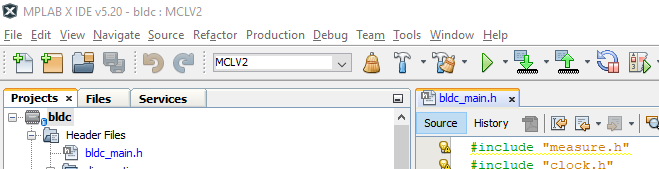 MPLAB X IDE v5.20 - bldc : MCLV2
File Edit View Navigate Source Refactor Production Debug Team Tools Window Help
MCLV2
Projects × Files Services
bldc_main.h ×
bldc
Source History
Header Files
#include "measure.h"
bldc_main.h
#include "clock.h"